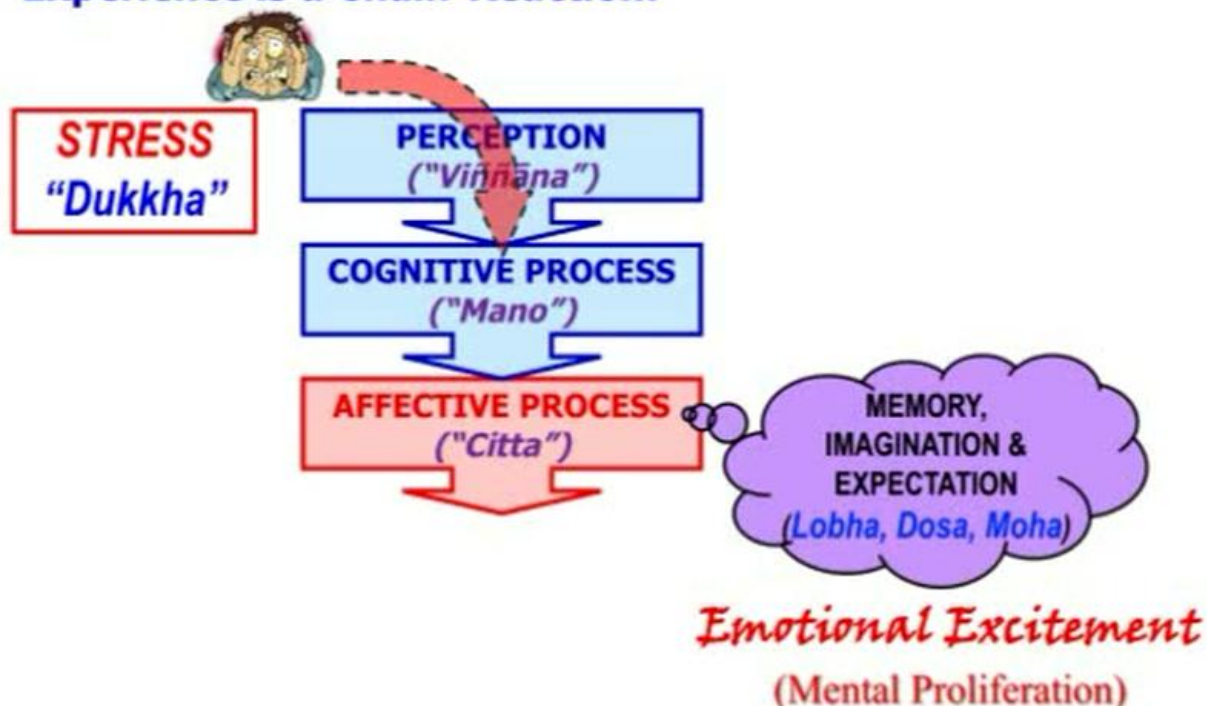 STRESS
“Dukkha”
PERCEPTION
(“Viññāna”)
COGNITIVE PROCESS
(“Mano”)
AFFECTIVE PROCESS
(“Citta”)
MEMORY,
IMAGINATION &
EXPECTATION
(Lobha, Dosa, Moha)
Emotional Excitement
(Mental Proliferation)